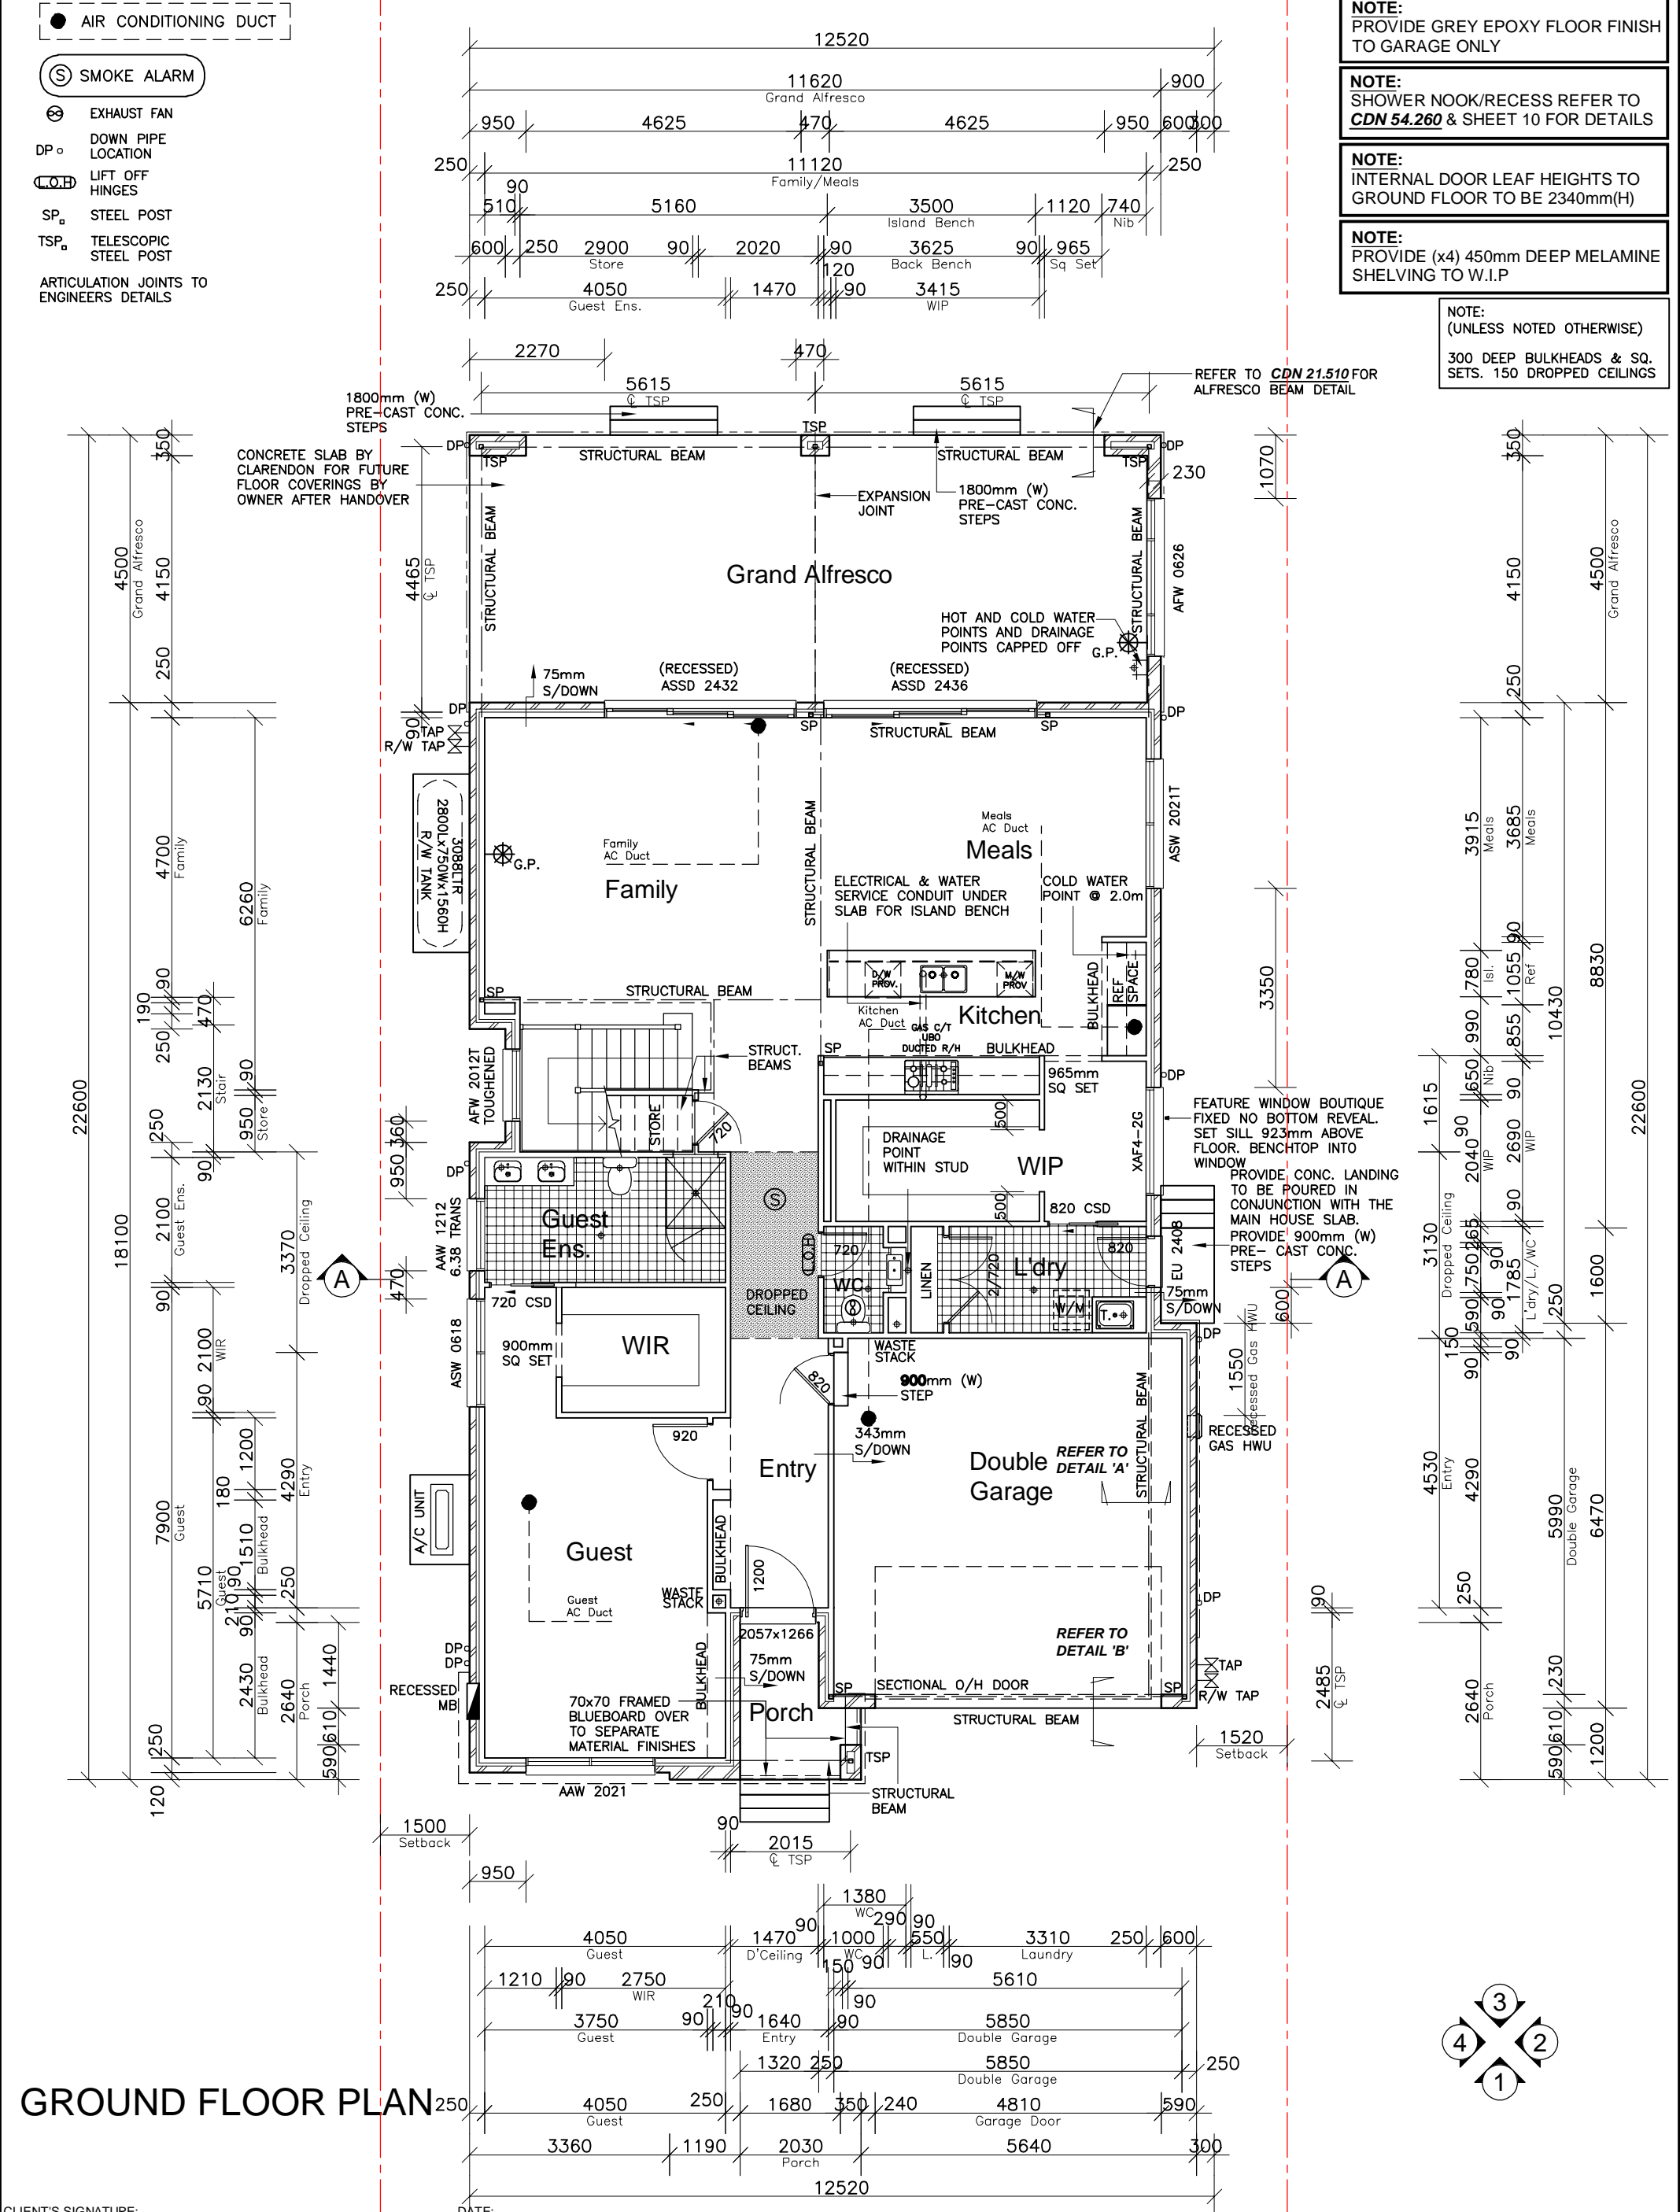 AIR CONDITIONING DUCT
S SMOKE ALARM
EXHAUST FAN
DP DOWN PIPE
LOCATION
L.O.H LIFT OFF
HINGES
SP STEEL POST
TSP TELESCOPIC
STEEL POST
ARTICULATION JOINTS TO
ENGINEERS DETAILS
NOTE:
PROVIDE GREY EPOXY FLOOR FINISH
TO GARAGE ONLY
NOTE:
SHOWER NOOK/RECESS REFER TO
CDN 54.260 & SHEET 10 FOR DETAILS
NOTE:
INTERNAL DOOR LEAF HEIGHTS TO
GROUND FLOOR TO BE 2340mm(H)
NOTE:
PROVIDE (x4) 450mm DEEP MELAMINE
SHELVING TO W.I.P
NOTE:
(UNLESS NOTED OTHERWISE)
300 DEEP BULKHEADS & SQ.
SETS. 150 DROPPED CEILINGS
12520
11620 900
Grand Alfresco
950 4625 470 4625 950 600 300
250 11120 250
Family/Meals
90
510 5160 3500 1120 740
Island Bench Nib
600 250 2900 90 2020 90 3625 90 965
Store Back Bench Sq Set
120
250 4050 1470 90 3415
Guest Ens. WIP
2270 470
5615 5615
℄ TSP ℄ TSP
REFER TO CDN 21.510 FOR
ALFRESCO BEAM DETAIL
1800mm (W)
PRE-CAST CONC.
STEPS
CONCRETE SLAB BY
CLARENDON FOR FUTURE
FLOOR COVERINGS BY
OWNER AFTER HANDOVER
DP TSP STRUCTURAL BEAM TSP STRUCTURAL BEAM TSP DP
230
1070
EXPANSION
JOINT
1800mm (W)
PRE-CAST CONC.
STEPS
STRUCTURAL BEAM
STRUCTURAL BEAM
AFW 0626
4465
℄ TSP
Grand Alfresco
HOT AND COLD WATER
POINTS AND DRAINAGE
POINTS CAPPED OFF G.P.
75mm
S/DOWN
(RECESSED)
ASSD 2432
(RECESSED)
ASSD 2436
DP
90
TAP
R/W TAP
SP
STRUCTURAL BEAM
SP
DP
3088LTR
2800Lx750Wx1560H
R/W TANK
G.P.
Family
AC Duct
Family
STRUCTURAL BEAM
Meals
AC Duct
Meals
ASW 2021T
ELECTRICAL & WATER
SERVICE CONDUIT UNDER
SLAB FOR ISLAND BENCH
COLD WATER
POINT @ 2.0m
D/W
PROV.
M/W
PROV
REF
SPACE
BULKHEAD
Kitchen
AC Duct
Kitchen
GAS C/T
UBO
DUCTED R/H
BULKHEAD
SP
STRUCTURAL BEAM
SP
STRUCT.
BEAMS
AFW 2012T
TOUGHENED
STORE
720
965mm
SQ SET
DP
3350
FEATURE WINDOW BOUTIQUE
FIXED NO BOTTOM REVEAL.
SET SILL 923mm ABOVE
FLOOR. BENCHTOP INTO
WINDOW
XAF4-2G
500
DRAINAGE
POINT
WITHIN STUD
WIP
500
820 CSD
PROVIDE CONC. LANDING
TO BE POURED IN
CONJUNCTION WITH THE
MAIN HOUSE SLAB.
PROVIDE 900mm (W)
PRE- CAST CONC.
STEPS
EU 2408
75mm
S/DOWN
600
A
A
DP
AAW 1212
6.38 TRANS
Guest
Ens.
S
L.O.H
DROPPED
CEILING
720
WC
LINEN
2/720
L'dry
820
W/M
T.
720 CSD
900mm
SQ SET
WIR
ASW 0618
WASTE
STACK
DP
1550
Recessed Gas HWU
RECESSED
GAS HWU
900mm (W)
STEP
820
343mm
S/DOWN
920
Entry
Double
Garage
REFER TO
DETAIL 'A'
STRUCTURAL BEAM
A/C UNIT
Guest
BULKHEAD
1200
WASTE
STACK
Guest
AC Duct
2057x1266
75mm
S/DOWN
REFER TO
DETAIL 'B'
DP
DP
DP
RECESSED
MB
BULKHEAD
70x70 FRAMED
BLUEBOARD OVER
TO SEPARATE
MATERIAL FINISHES
Porch
SP
SECTIONAL O/H DOOR
SP
STRUCTURAL BEAM
TAP
R/W TAP
TSP
STRUCTURAL
BEAM
AAW 2021
1520
Setback
90
2485
℄ TSP
22600
4500
Grand Alfresco
18100
350
4150
250
4700
Family
90
190
250
2130
Stair
250
90
2100
Guest Ens.
90
2100
WIR
90
7900
Guest
250
120
6260
Family
470
90
950
Store
3370
Dropped Ceiling
360
950
470
1200
180
1510
Bulkhead
90
210
90
2430
Bulkhead
5710
Guest
4290
Entry
250
2640
Porch
1440
610
590
350
4150
250
4500
Grand Alfresco
22600
3915
Meals
3685
Meals
90
780
Isl.
1055
Ref
990
855
8830
10430
1615
650
Nib
90
90
2040
WIP
2690
WIP
90
3130
Dropped Ceiling
265
90
750
90
590
1785
L'dry/L./WC
1600
250
150
90
90
4530
Entry
4290
5990
Double Garage
6470
250
2640
Porch
230
610
590
1200
1500
Setback
950
90
2015
℄ TSP
1380
WC
90 290 90
4050 1470 1000 550 3310 250 600
Guest D'Ceiling WC L. Laundry
150 90 90
1210 90 2750 5610
WIR
210 90 90
3750 90 1640 90 5850
Guest Entry Double Garage
1320 250 5850 250
Double Garage
GROUND FLOOR PLAN
250 4050 250 1680 350 240 4810 590
Guest Garage Door
3360 1190 2030 5640 300
Porch
12520
3
4 2
1
CLIENT'S SIGNATURE: DATE: